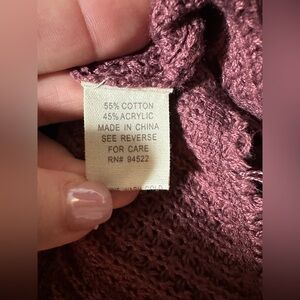 55% COTTON
45% ACRYLIC
MADE IN CHINA
SEE REVERSE
FOR CARE
RN# 94522